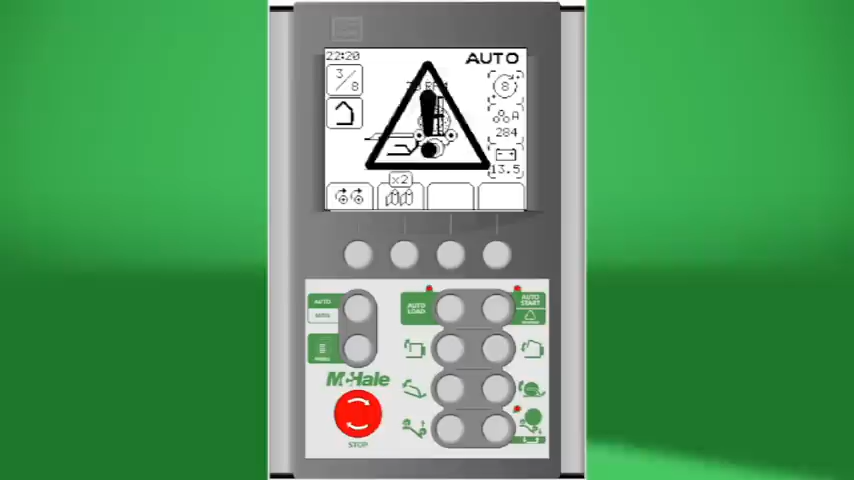 22:20
AUTO
3/8
8
A
284
13.5
x2
AUTO
AUTO
LOAD
AUTO
START
McHale
STOP